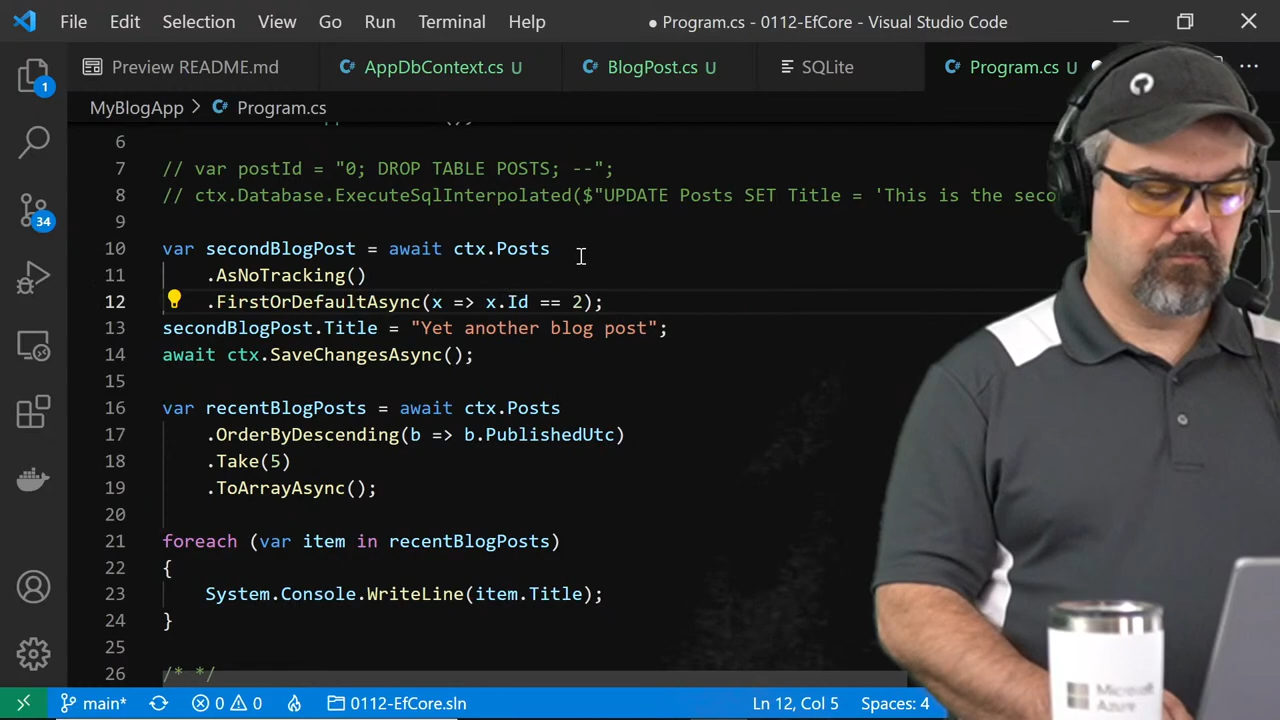 File Edit Selection View Go Run Terminal Help ● Program.cs - 0112-EfCore - Visual Studio Code
Preview README.md AppDbContext.cs U BlogPost.cs U SQLite Program.cs U
MyBlogApp > Program.cs
6
7 // var postId = "0; DROP TABLE POSTS; --";
8 // ctx.Database.ExecuteSqlInterpolated($"UPDATE Posts SET Title = 'This is the
9
10 var secondBlogPost = await ctx.Posts
11 .AsNoTracking()
12 .FirstOrDefaultAsync(x => x.Id == 2);
13 secondBlogPost.Title = "Yet another blog post";
14 await ctx.SaveChangesAsync();
15
16 var recentBlogPosts = await ctx.Posts
17 .OrderByDescending(b => b.PublishedUtc)
18 .Take(5)
19 .ToArrayAsync();
20
21 foreach (var item in recentBlogPosts)
22 {
23 System.Console.WriteLine(item.Title);
24 }
25
26 /* */
1
34
Microsoft
Azure
main* 0 0 0112-EfCore.sln Ln 12, Col 5 Spaces: 4